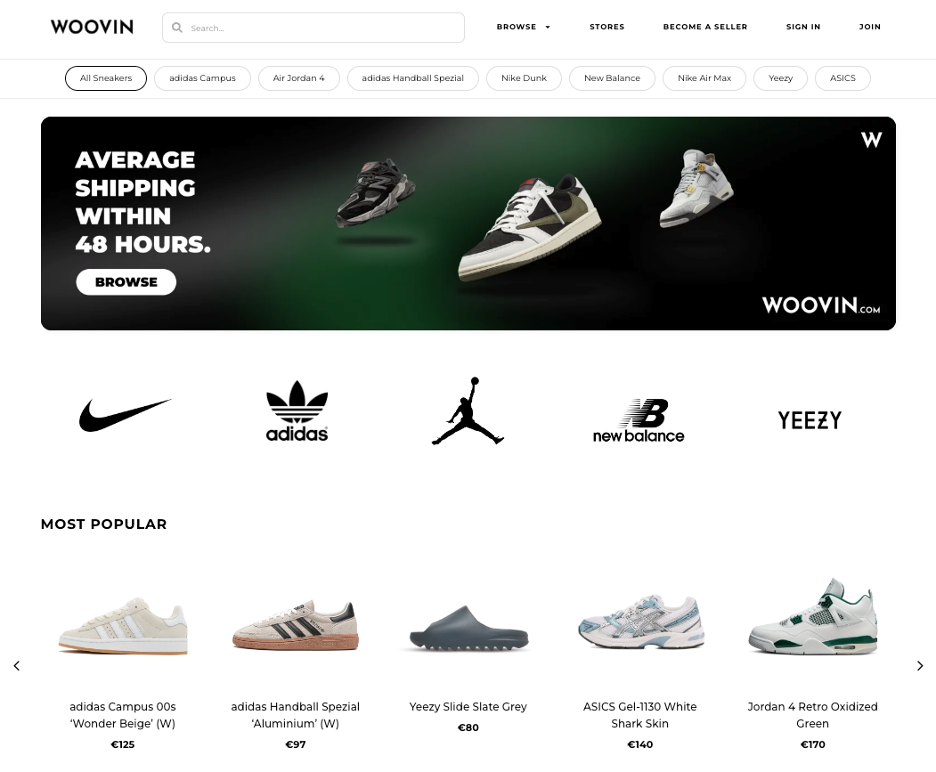 WOOVIN
Search...
BROWSE
STORES
BECOME A SELLER
SIGN IN
JOIN
All Sneakers
adidas Campus
Air Jordan 4
adidas Handball Spezial
Nike Dunk
New Balance
Nike Air Max
Yeezy
ASICS
AVERAGE
SHIPPING
WITHIN
48 HOURS.
BROWSE
W
WOOVIN.COM
adidas
new balance
YEEZY
MOST POPULAR
adidas Campus 00s
‘Wonder Beige’ (W)
€125
adidas Handball Spezial
‘Aluminium’ (W)
€97
Yeezy Slide Slate Grey
€80
ASICS Gel-1130 White
Shark Skin
€140
Jordan 4 Retro Oxidized
Green
€170